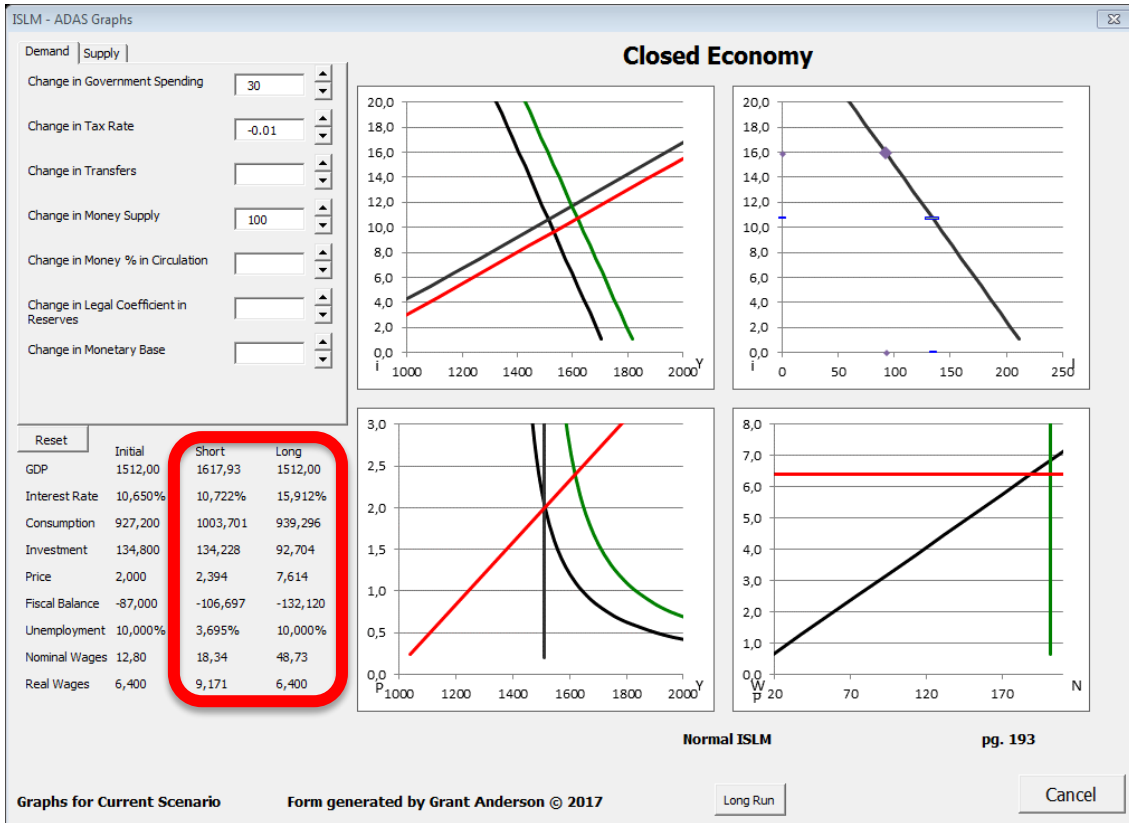 ISLM - ADAS Graphs
Demand Supply
Closed Economy
Change in Government Spending 30
Change in Tax Rate -0.01
Change in Transfers
Change in Money Supply 100
Change in Money % in Circulation
Change in Legal Coefficient in
Reserves
Change in Monetary Base
20,0
18,0
16,0
14,0
12,0
10,0
8,0
6,0
4,0
2,0
0,0
i 1000 1200 1400 1600 1800 2000 Y
20,0
18,0
16,0
14,0
12,0
10,0
8,0
6,0
4,0
2,0
0,0
i 0 50 100 150 200 250 I
Reset
Initial Short Long
GDP 1512,00 1617,93 1512,00
Interest Rate 10,650% 10,722% 15,912%
Consumption 927,200 1003,701 939,296
Investment 134,800 134,228 92,704
Price 2,000 2,394 7,614
Fiscal Balance -87,000 -106,697 -132,120
Unemployment 10,000% 3,695% 10,000%
Nominal Wages 12,80 18,34 48,73
Real Wages 6,400 9,171 6,400
3,0
2,5
2,0
1,5
1,0
0,5
0,0
P 1000 1200 1400 1600 1800 2000 Y
8,0
7,0
6,0
5,0
4,0
3,0
2,0
1,0
0,0
W
P 20 70 120 170 N
Normal ISLM pg. 193
Graphs for Current Scenario Form generated by Grant Anderson © 2017 Long Run Cancel